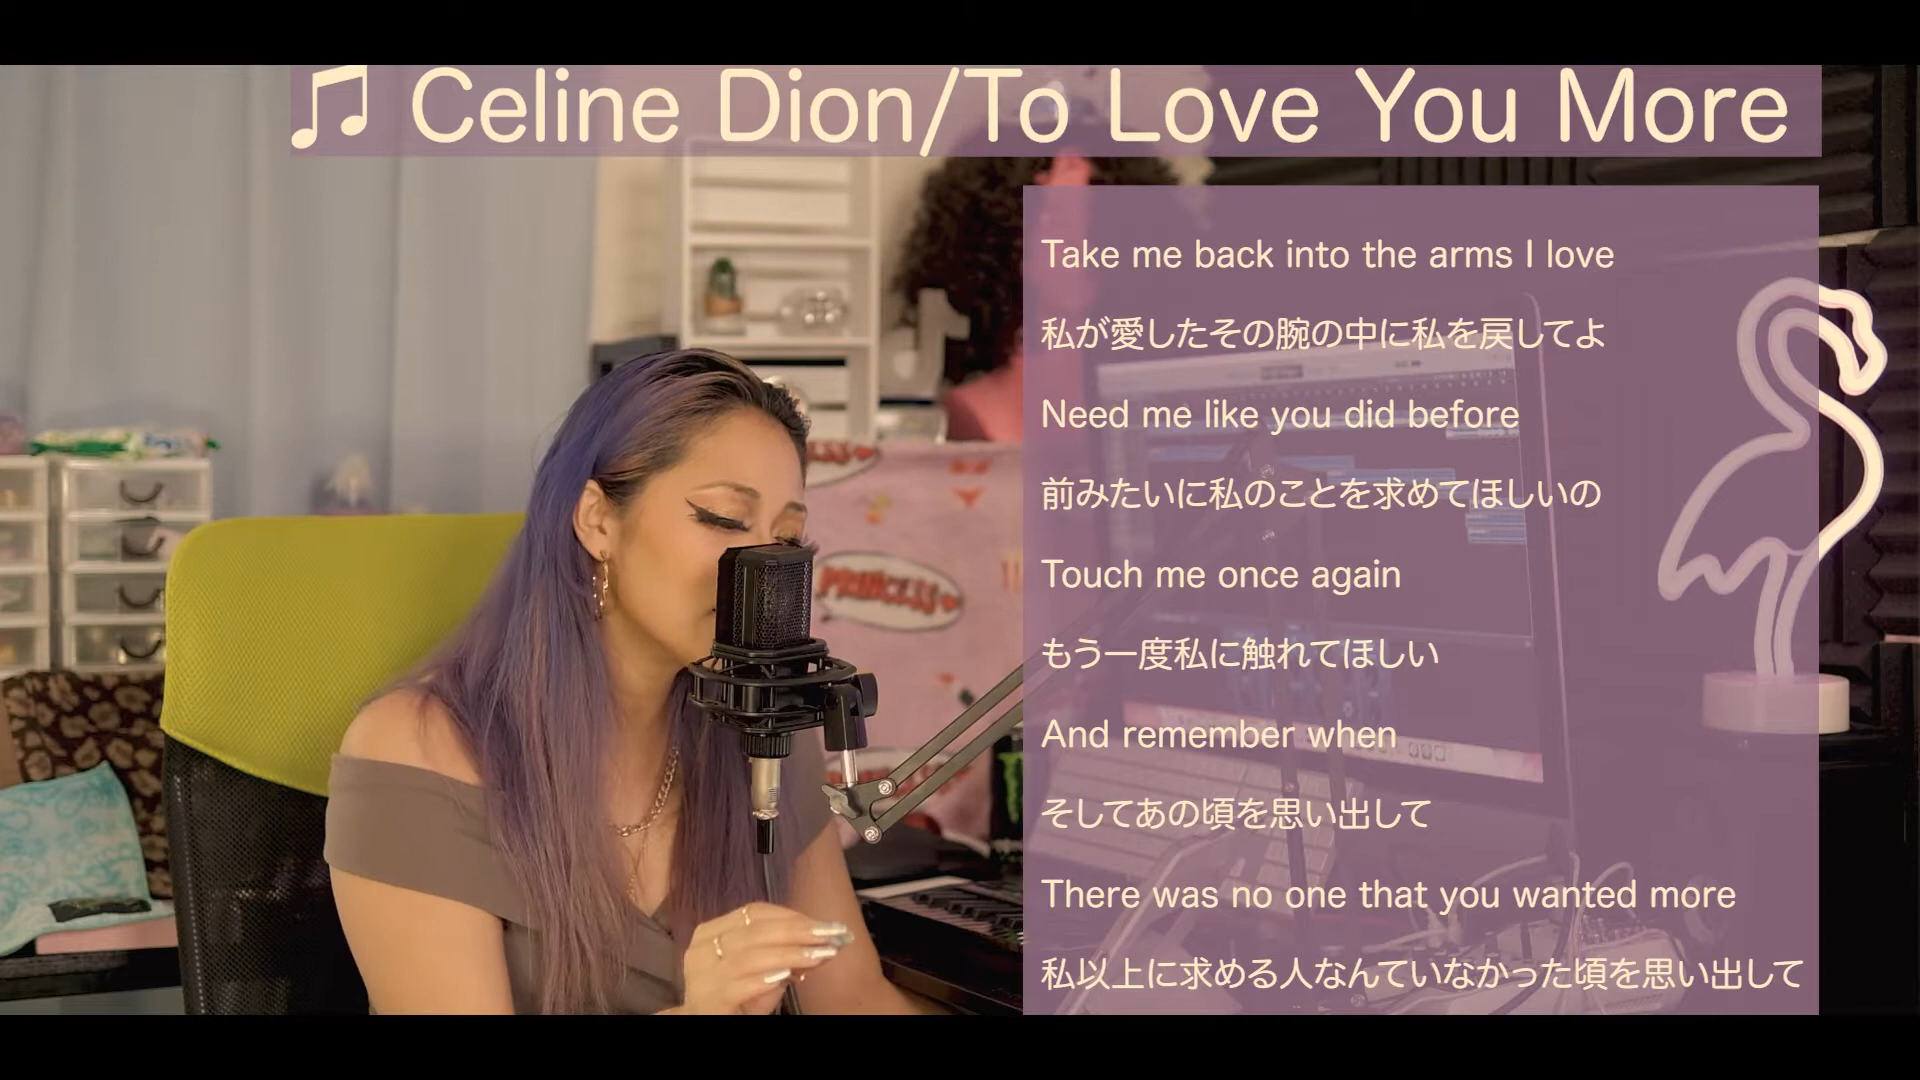 ♫ Celine Dion/To Love You More
Take me back into the arms I love
私が愛したその腕の中に私を戻してよ
Need me like you did before
前みたいに私のことを求めてほしいの
Touch me once again
もう一度私に触れてほしい
And remember when
そしてあの頃を思い出して
There was no one that you wanted more
私以上に求める人なんていなかった頃を思い出して
PRINCESS